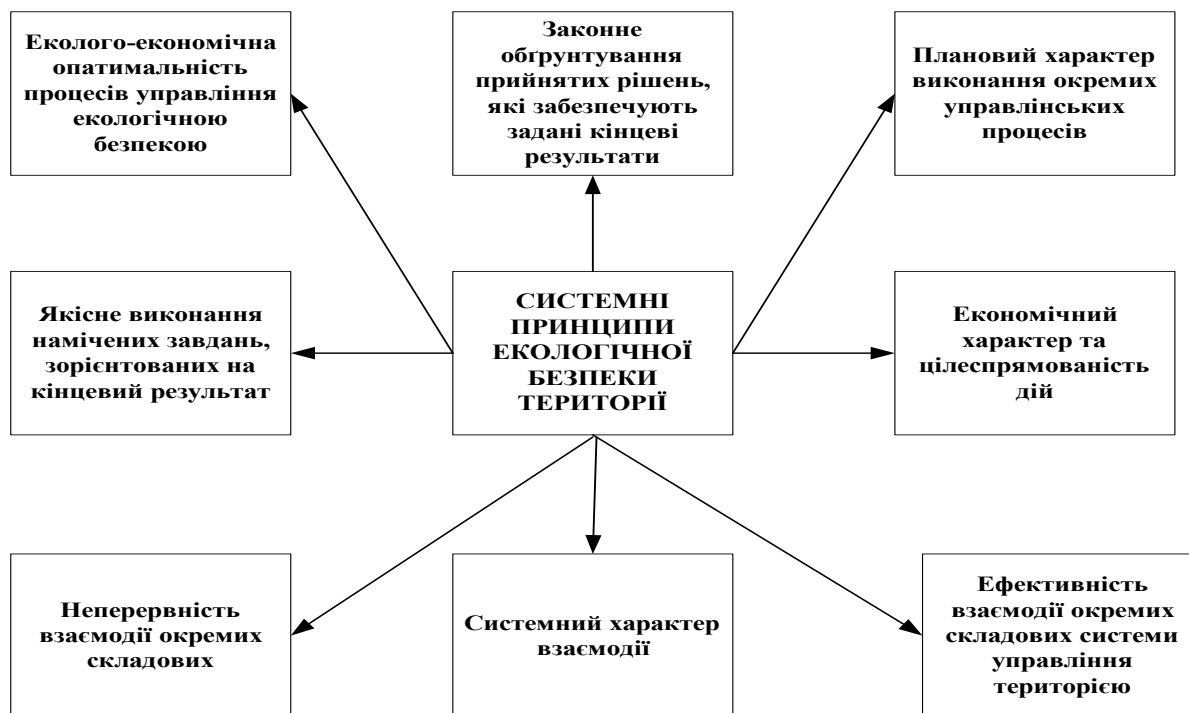 Еколого-економічна
опатимальність
процесів управління
екологічною
безпекою
Законне
обґрунтування
прийнятих рішень,
які забезпечують
задані кінцеві
результати
Плановий характер
виконання окремих
управлінських
процесів
Якісне виконання
намічених завдань,
зорієнтованих на
кінцевий результат
СИСТЕМНІ
ПРИНЦИПИ
ЕКОЛОГІЧНОЇ
БЕЗПЕКИ
ТЕРИТОРІЇ
Економічний
характер та
цілеспрямованість
дій
Неперервність
взаємодії окремих
складових
Системний характер
взаємодії
Ефективність
взаємодії окремих
складових системи
управління
територією